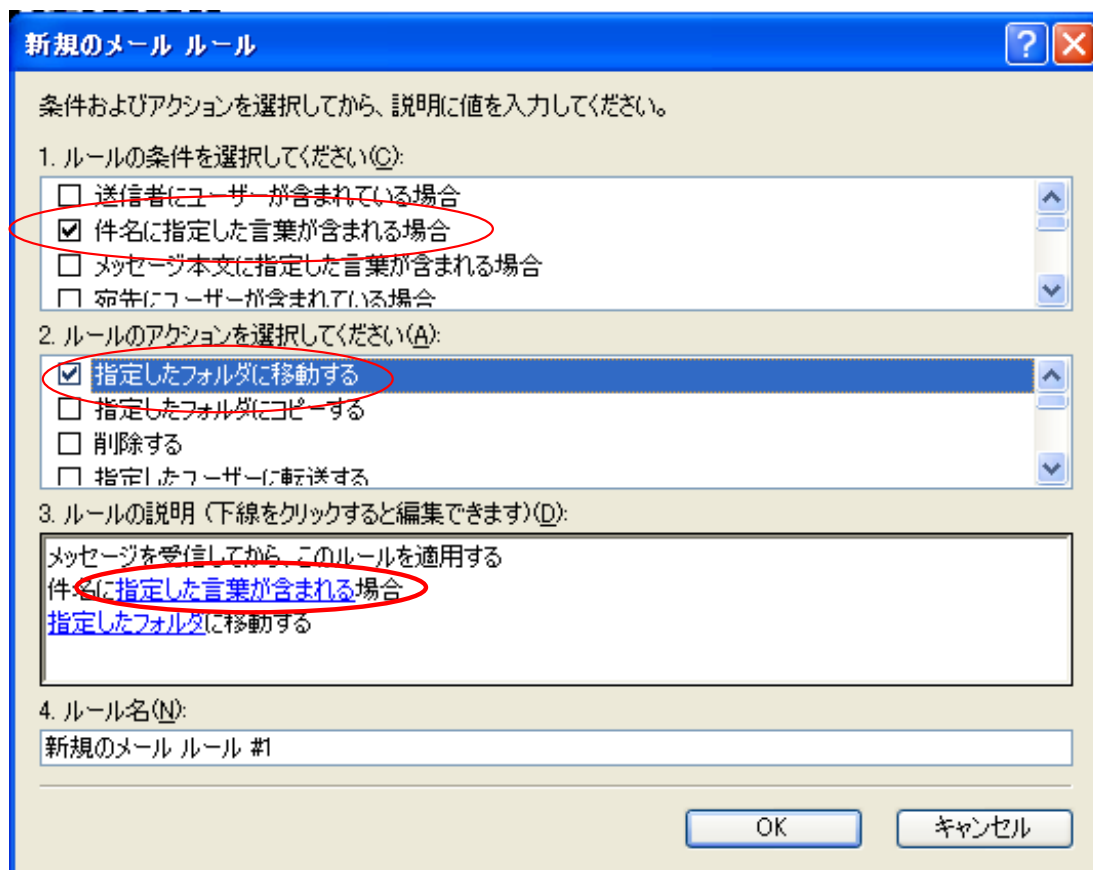 新規のメール ルール
条件およびアクションを選択してから、説明に値を入力してください。
1. ルールの条件を選択してください(C):
送信者にユーザーが含まれている場合
件名に指定した言葉が含まれる場合
メッセージ本文に指定した言葉が含まれる場合
宛先にユーザーが含まれている場合
2. ルールのアクションを選択してください(A):
指定したフォルダに移動する
指定したフォルダにコピーする
削除する
指定したユーザーに転送する
3. ルールの説明 (下線をクリックすると編集できます)(D):
メッセージを受信してから、このルールを適用する
件名に指定した言葉が含まれる場合
指定したフォルダに移動する
4. ルール名(N):
新規のメール ルール #1
OK キャンセル